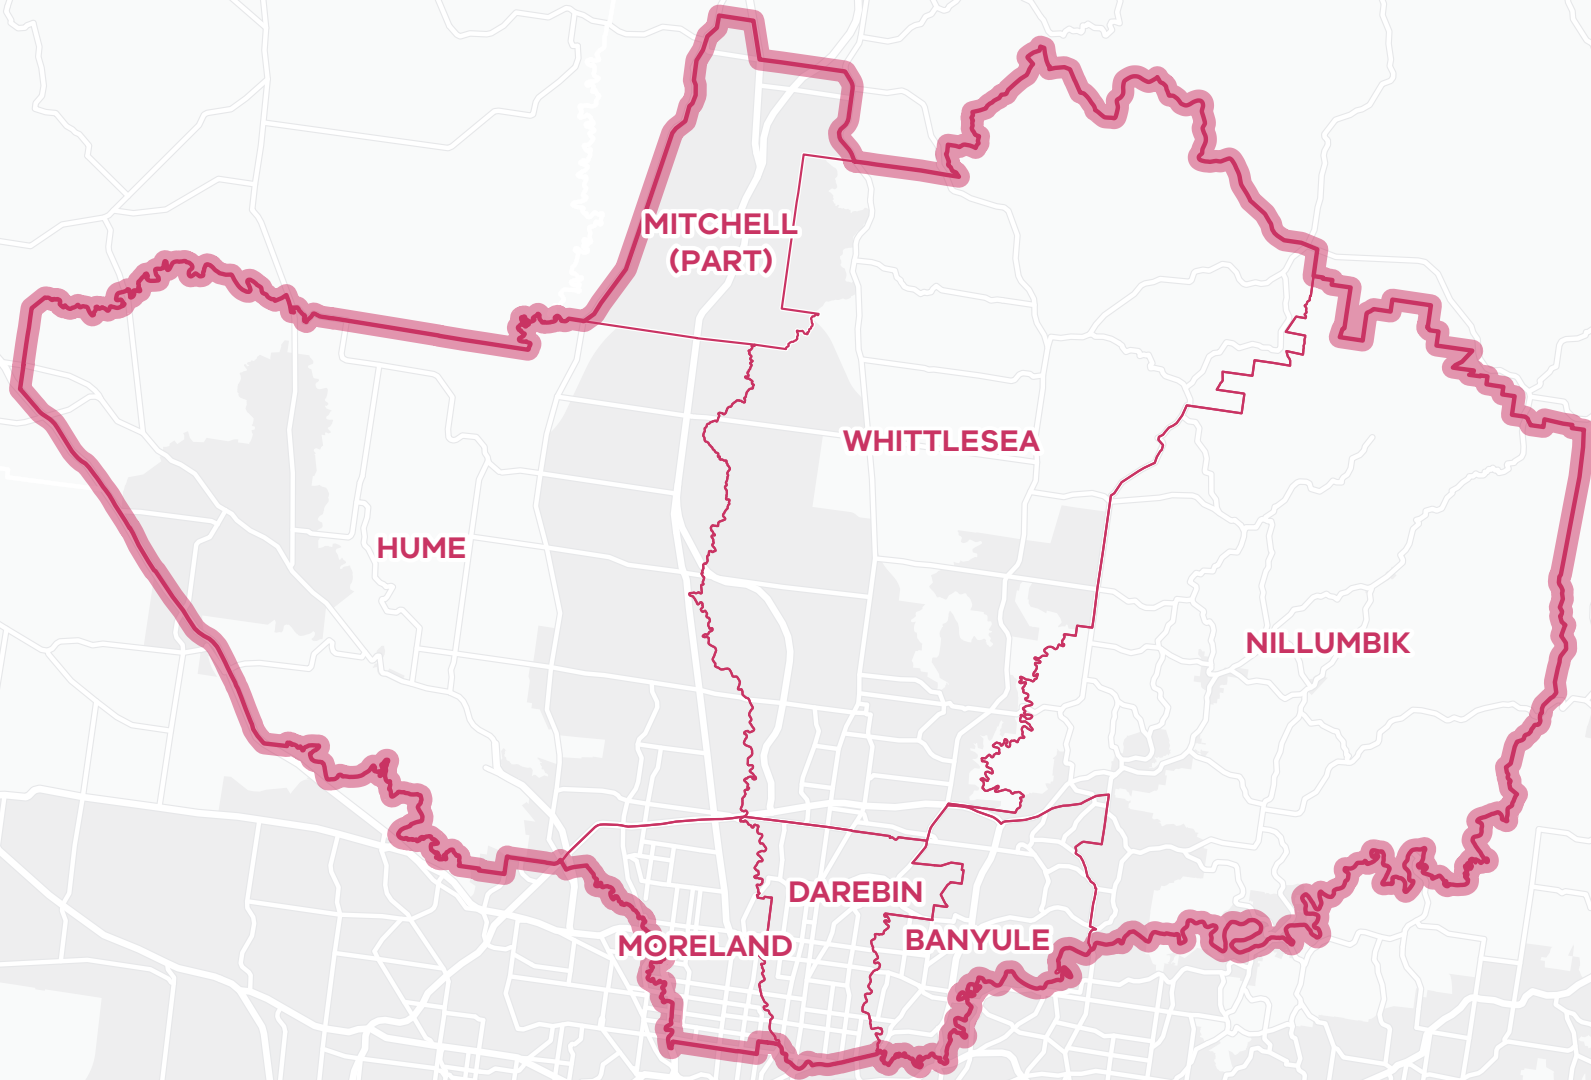 MITCHELL
(PART)
WHITTLESEA
HUME
NILLUMBIK
DAREBIN
MORELAND
BANYULE